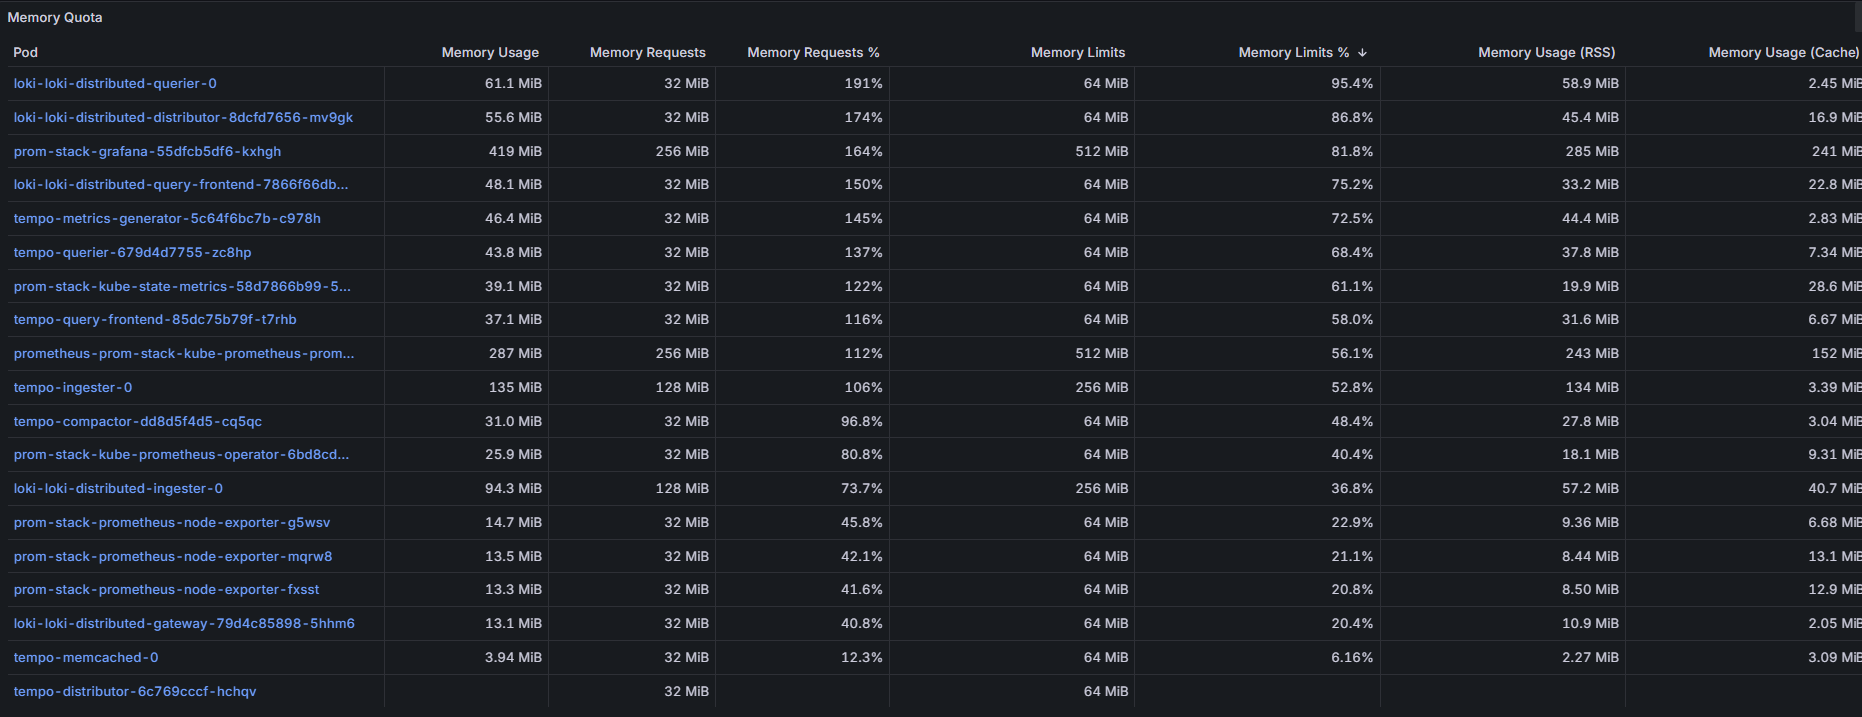 Memory Quota
Pod Memory Usage Memory Requests Memory Requests % Memory Limits Memory Limits % ↓ Memory Usage (RSS) Memory Usage (Cache)
loki-loki-distributed-querier-0 61.1 MiB 32 MiB 191% 64 MiB 95.4% 58.9 MiB 2.45 MiB
loki-loki-distributed-distributor-8dcfd7656-mv9gk 55.6 MiB 32 MiB 174% 64 MiB 86.8% 45.4 MiB 16.9 MiB
prom-stack-grafana-55dfcb5df6-kxhgh 419 MiB 256 MiB 164% 512 MiB 81.8% 285 MiB 241 MiB
loki-loki-distributed-query-frontend-7866f66db... 48.1 MiB 32 MiB 150% 64 MiB 75.2% 33.2 MiB 22.8 MiB
tempo-metrics-generator-5c64f6bc7b-c978h 46.4 MiB 32 MiB 145% 64 MiB 72.5% 44.4 MiB 2.83 MiB
tempo-querier-679d4d7755-zc8hp 43.8 MiB 32 MiB 137% 64 MiB 68.4% 37.8 MiB 7.34 MiB
prom-stack-kube-state-metrics-58d7866b99-5... 39.1 MiB 32 MiB 122% 64 MiB 61.1% 19.9 MiB 28.6 MiB
tempo-query-frontend-85dc75b79f-t7rhb 37.1 MiB 32 MiB 116% 64 MiB 58.0% 31.6 MiB 6.67 MiB
prometheus-prom-stack-kube-prometheus-prom... 287 MiB 256 MiB 112% 512 MiB 56.1% 243 MiB 152 MiB
tempo-ingester-0 135 MiB 128 MiB 106% 256 MiB 52.8% 134 MiB 3.39 MiB
tempo-compactor-dd8d5f4d5-cq5qc 31.0 MiB 32 MiB 96.8% 64 MiB 48.4% 27.8 MiB 3.04 MiB
prom-stack-kube-prometheus-operator-6bd8cd... 25.9 MiB 32 MiB 80.8% 64 MiB 40.4% 18.1 MiB 9.31 MiB
loki-loki-distributed-ingester-0 94.3 MiB 128 MiB 73.7% 256 MiB 36.8% 57.2 MiB 40.7 MiB
prom-stack-prometheus-node-exporter-g5wsv 14.7 MiB 32 MiB 45.8% 64 MiB 22.9% 9.36 MiB 6.68 MiB
prom-stack-prometheus-node-exporter-mqrw8 13.5 MiB 32 MiB 42.1% 64 MiB 21.1% 8.44 MiB 13.1 MiB
prom-stack-prometheus-node-exporter-fxsst 13.3 MiB 32 MiB 41.6% 64 MiB 20.8% 8.50 MiB 12.9 MiB
loki-loki-distributed-gateway-79d4c85898-5hhm6 13.1 MiB 32 MiB 40.8% 64 MiB 20.4% 10.9 MiB 2.05 MiB
tempo-memcached-0 3.94 MiB 32 MiB 12.3% 64 MiB 6.16% 2.27 MiB 3.09 MiB
tempo-distributor-6c769cccf-hchqv 32 MiB 64 MiB